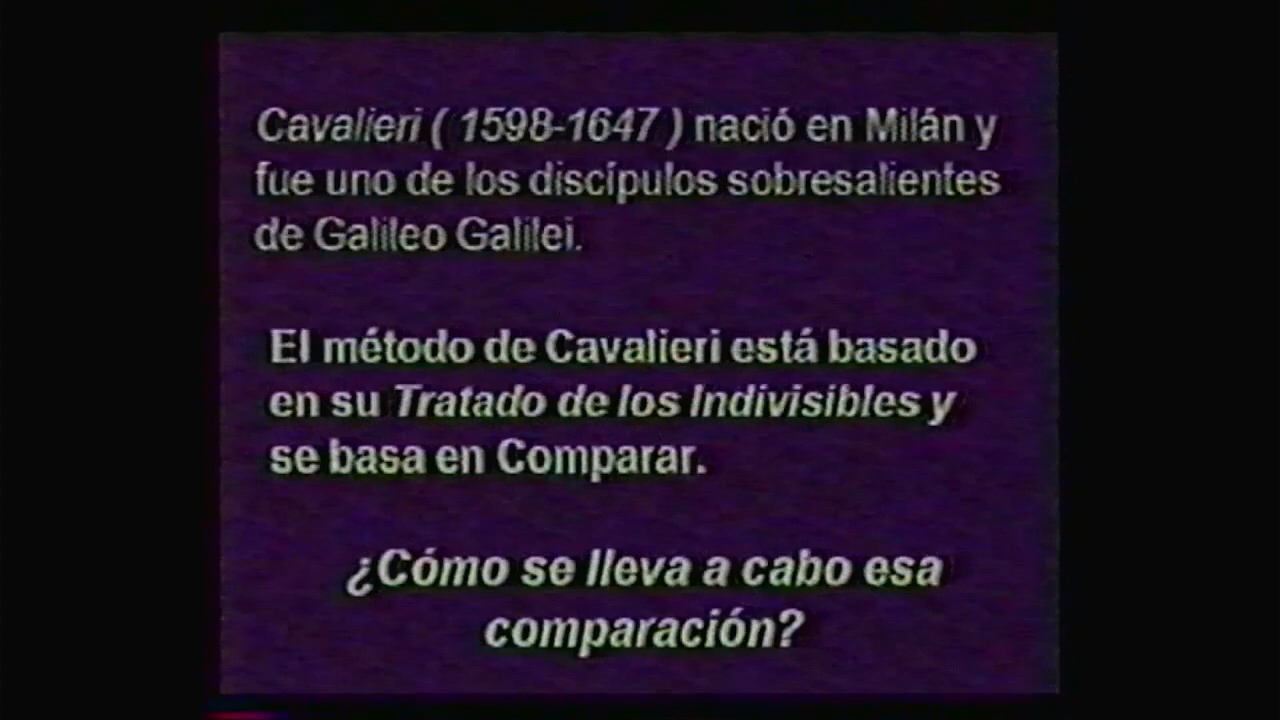 Cavalieri ( 1598-1647 ) nació en Milán y
fue uno de los discípulos sobresalientes
de Galileo Galilei.
El método de Cavalieri está basado
en su Tratado de los Indivisibles y
se basa en Comparar.
¿Cómo se lleva a cabo esa
comparación?